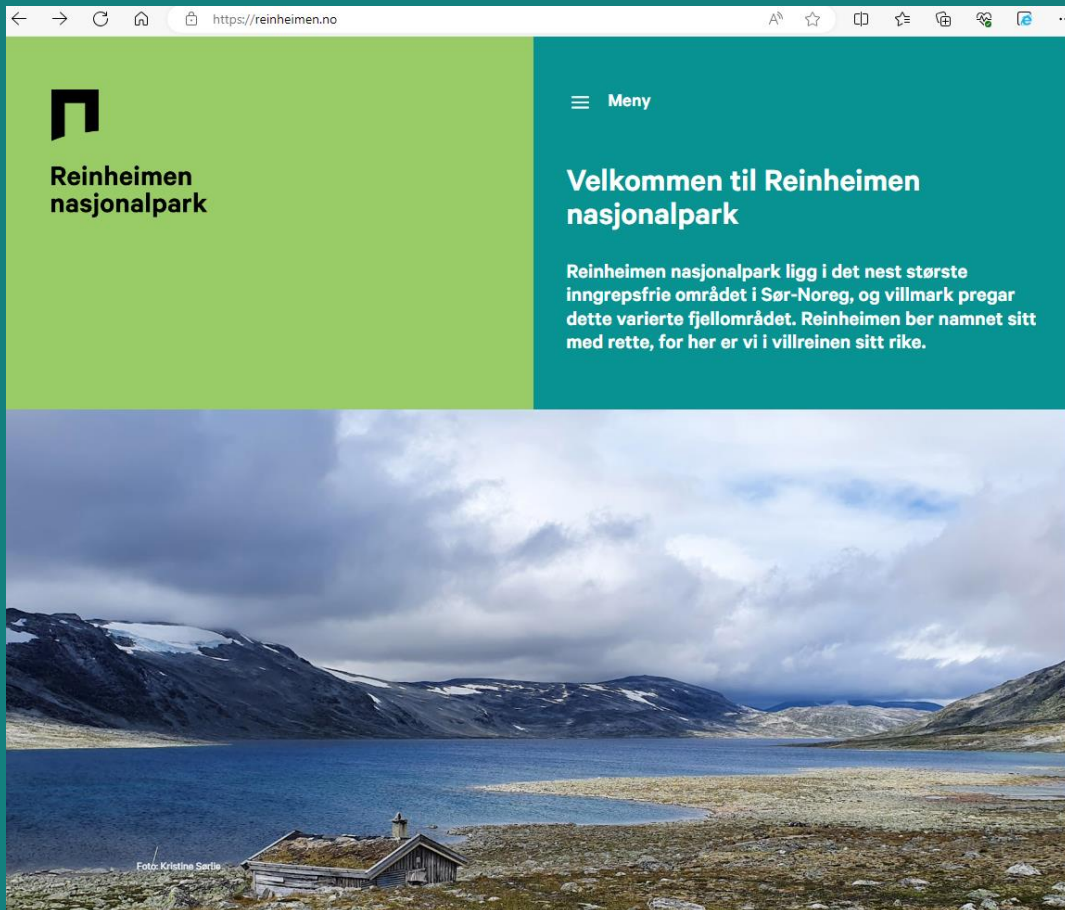 https://reinheimen.no
Reinheimen
nasjonalpark
Meny
Velkommen til Reinheimen
nasjonalpark
Reinheimen nasjonalpark ligg i det nest største
inngrepsfrie området i Sør-Noreg, og villmark pregar
dette varierte fjellområdet. Reinheimen ber namnet sitt
med rette, for her er vi i villreinen sitt rike.
Foto: Kristine Sørlie